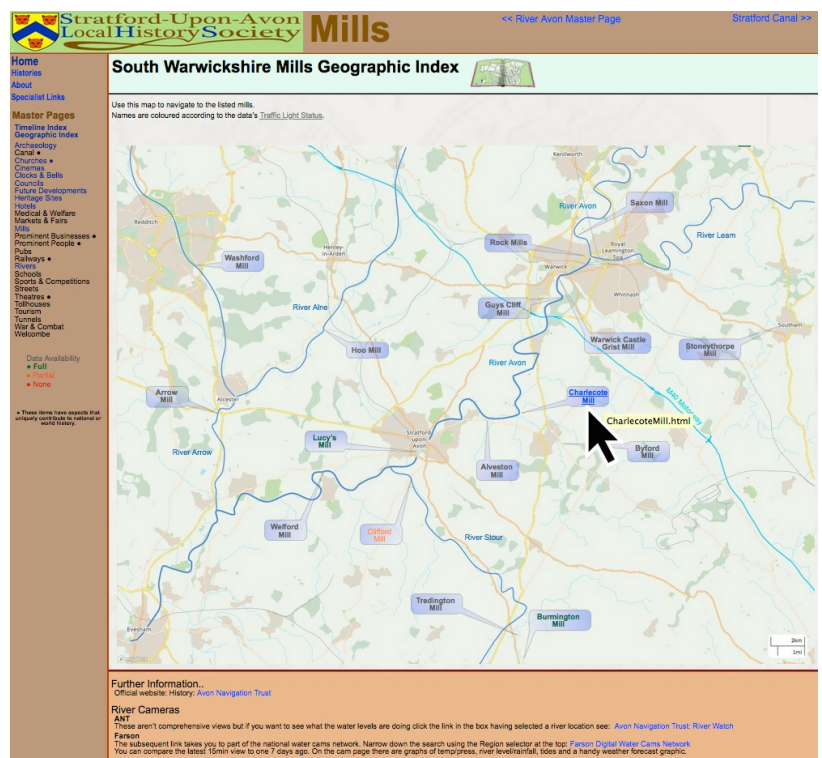 Stratford-Upon-Avon
LocalHistorySociety
Mills
<< River Avon Master Page
Stratford Canal >>
Home
Histories
About
Specialist Links
Master Pages
Timeline Index
Geographic Index
Archaeology
Canal •
Churches •
Cinemas
Clocks & Bells
Councils
Future Developments
Heritage Sites
Hotels
Medical & Welfare
Markets & Fairs
Mills
Prominent Businesses •
Prominent People •
Pubs
Railways •
Rivers
Schools
Sports & Competitions
Streets
Theatres •
Tollhouses
Tourism
Tunnels
War & Combat
Welcombe
Data Availability
• Full
• Partial
• None
• These items have aspects that
uniquely contribute to national or
world history.
South Warwickshire Mills Geographic Index
Use this map to navigate to the listed mills.
Names are coloured according to the data's Traffic Light Status.
Kenilworth
River Avon
Saxon Mill
Redditch
River Leam
Rock Mills
Royal
Leamington
Spa
Henley-
in-Arden
Washford
Mill
Warwick
Whitnash
River Alne
Guys Cliff
Mill
Southam
Warwick Castle
Grist Mill
Stoneythorpe
Mill
Hoo Mill
River Avon
Arrow
Mill
Alcester
Charlecote
Mill
M40 Motorway
CharlecoteMill.html
Stratford
upon-
Avon
Lucy's
Mill
River Arrow
Byford
Mill
Alveston
Mill
Welford
Mill
Clifford
Mill
River Stour
Tredington
Mill
Burmington
Mill
Evesham
2km
1mi
Further Information..
Official website: History: Avon Navigation Trust
River Cameras
ANT
These aren't comprehensive views but if you want to see what the water levels are doing click the link in the box having selected a river location see: Avon Navigation Trust: River Watch
Farson
The subsequent link takes you to part of the national water cams network. Narrow down the search using the Region selector at the top: Farson Digital Water Cams Network
You can compare the latest 15min view to one 7 days ago. On the cam page there are graphs of temp/press, river level/rainfall, tides and a handy weather forecast graphic.